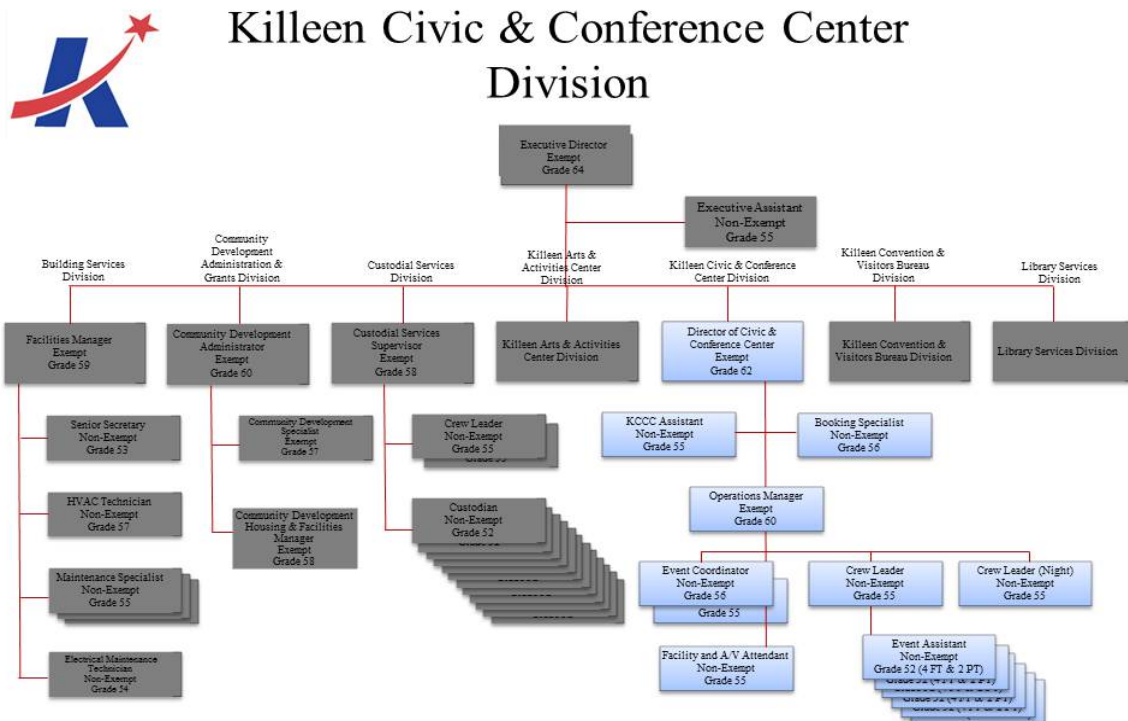 Killeen Civic & Conference Center
Division
Executive Director
Exempt
Grade 64
Executive Assistant
Non-Exempt
Grade 55
Building Services
Division
Community
Development
Administration &
Grants Division
Custodial Services
Division
Killeen Arts &
Activities Center
Division
Killeen Civic & Conference
Center Division
Killeen Convention &
Visitors Bureau
Division
Library Services
Division
Facilities Manager
Exempt
Grade 59
Community Development
Administrator
Exempt
Grade 60
Custodial Services
Supervisor
Exempt
Grade 58
Killeen Arts & Activities
Center Division
Director of Civic &
Conference Center
Exempt
Grade 62
Killeen Convention &
Visitors Bureau Division
Library Services Division
Senior Secretary
Non-Exempt
Grade 53
Community Development
Specialist
Exempt
Grade 57
Crew Leader
Non-Exempt
Grade 55
KCCC Assistant
Non-Exempt
Grade 55
Booking Specialist
Non-Exempt
Grade 56
HVAC Technician
Non-Exempt
Grade 57
Community Development
Housing & Facilities
Manager
Exempt
Grade 58
Custodian
Non-Exempt
Grade 52
Operations Manager
Exempt
Grade 60
Maintenance Specialist
Non-Exempt
Grade 55
Event Coordinator
Non-Exempt
Grade 56
Grade 55
Crew Leader
Non-Exempt
Grade 55
Crew Leader (Night)
Non-Exempt
Grade 55
Electrical Maintenance
Technician
Non-Exempt
Grade 54
Facility and A/V Attendant
Non-Exempt
Grade 55
Event Assistant
Non-Exempt
Grade 52 (4 FT & 2 PT)